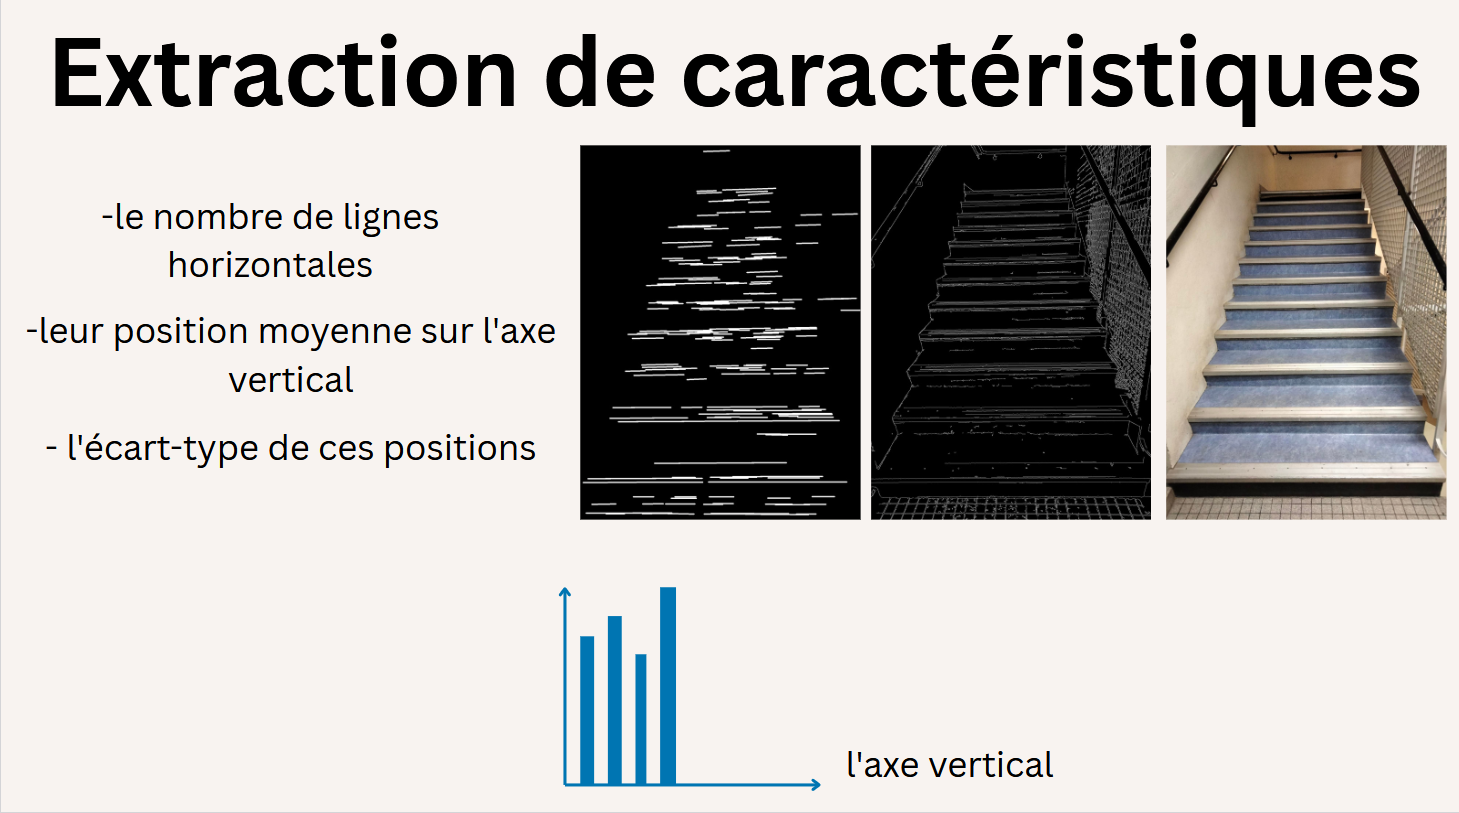 Extraction de caractéristiques
-le nombre de lignes
horizontales
-leur position moyenne sur l'axe
vertical
- l'écart-type de ces positions
l'axe vertical